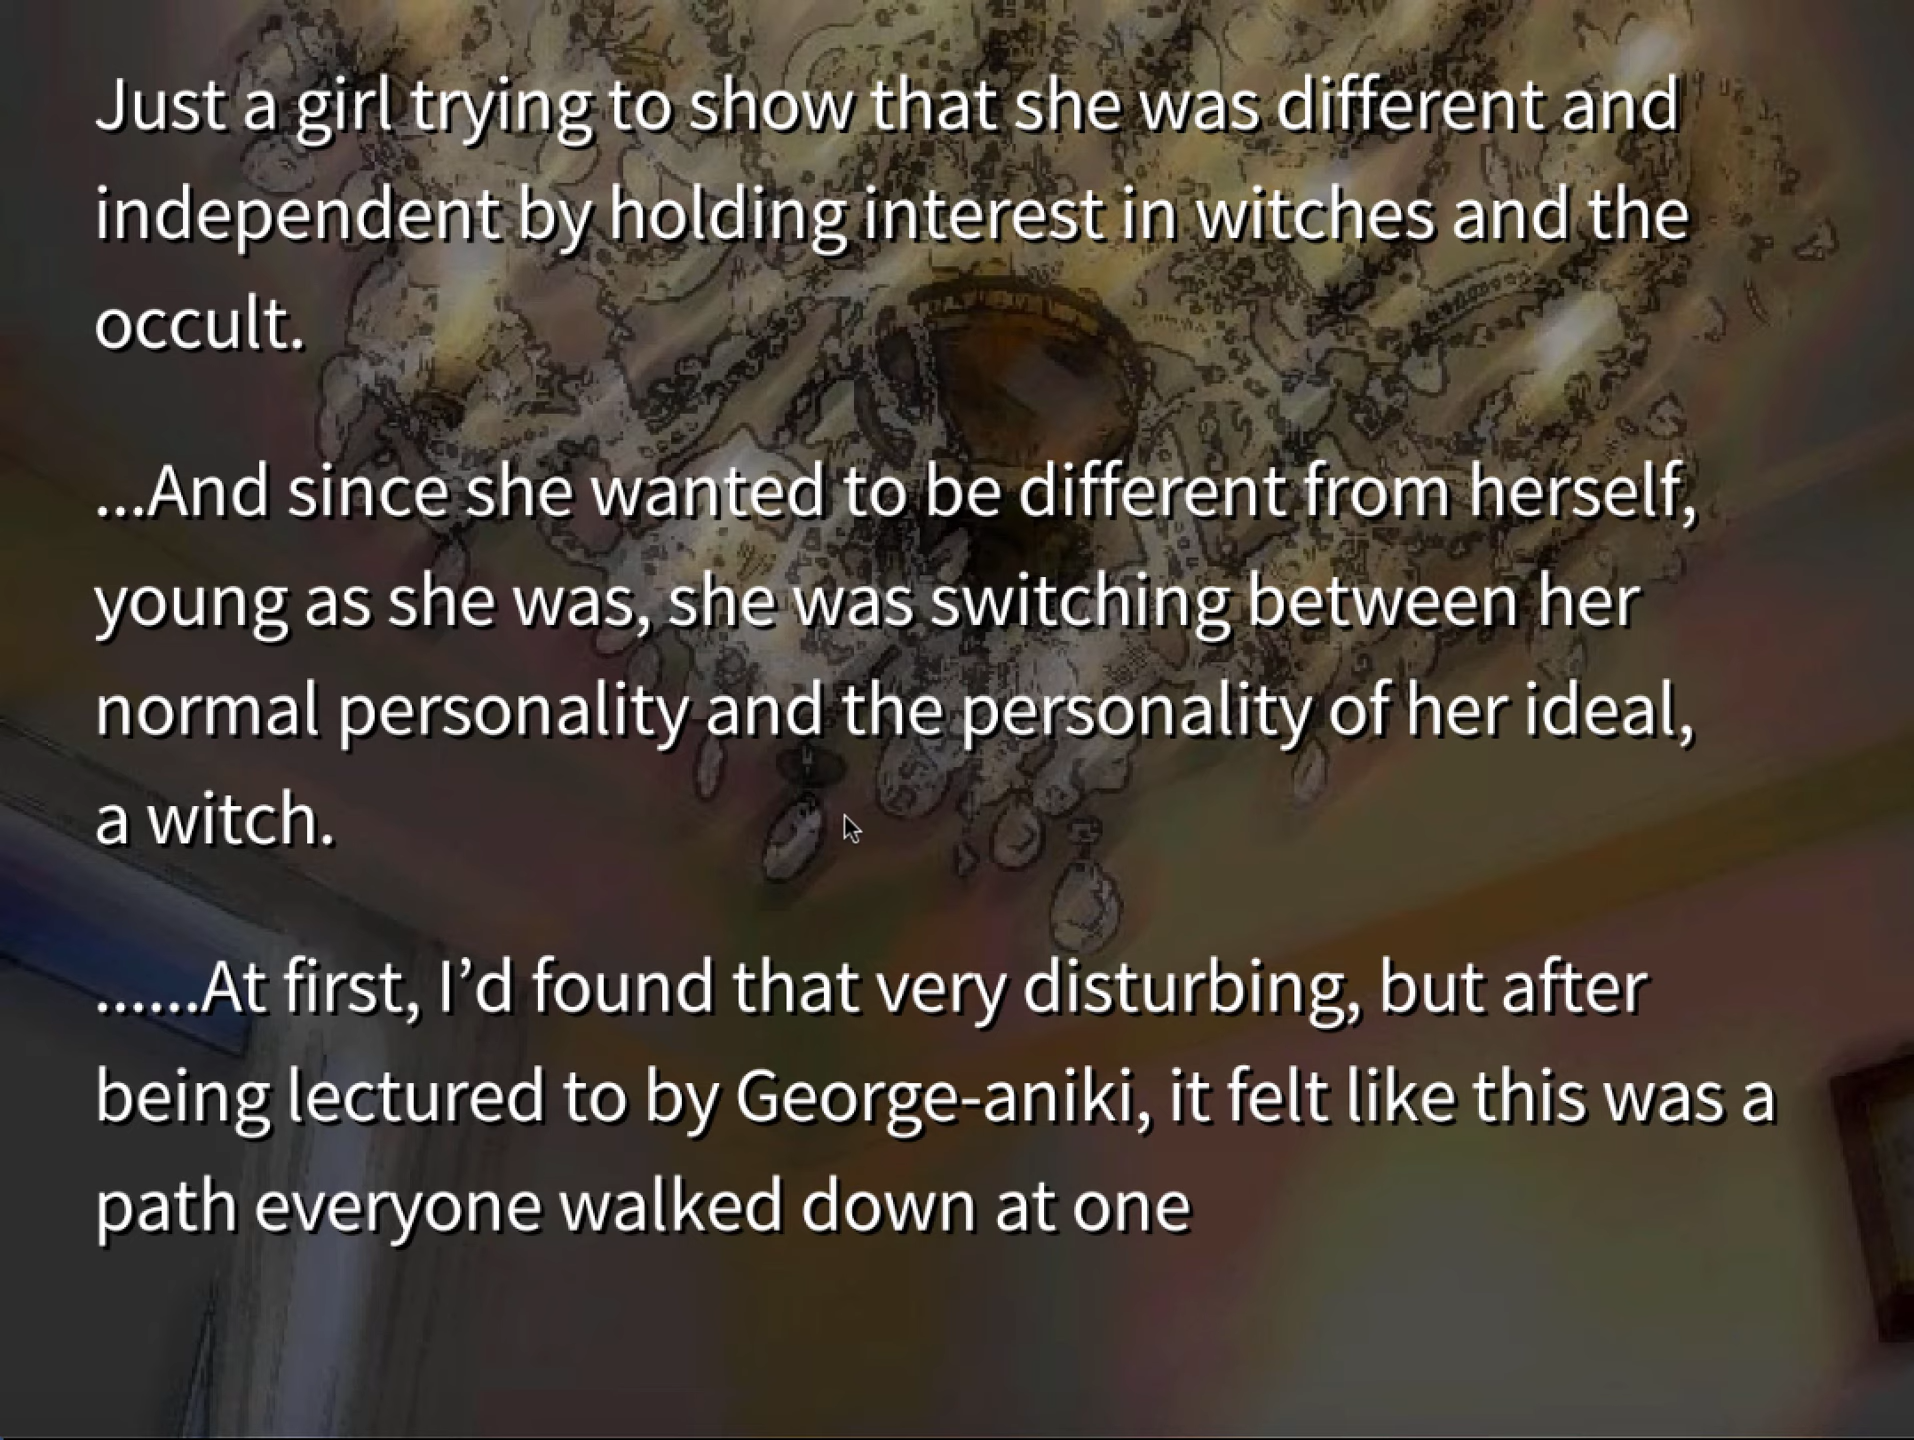 Just a girl trying to show that she was different and
independent by holding interest in witches and the
occult.
...And since she wanted to be different from herself,
young as she was, she was switching between her
normal personality and the personality of her ideal,
a witch.
......At first, I’d found that very disturbing, but after
being lectured to by George-aniki, it felt like this was a
path everyone walked down at one